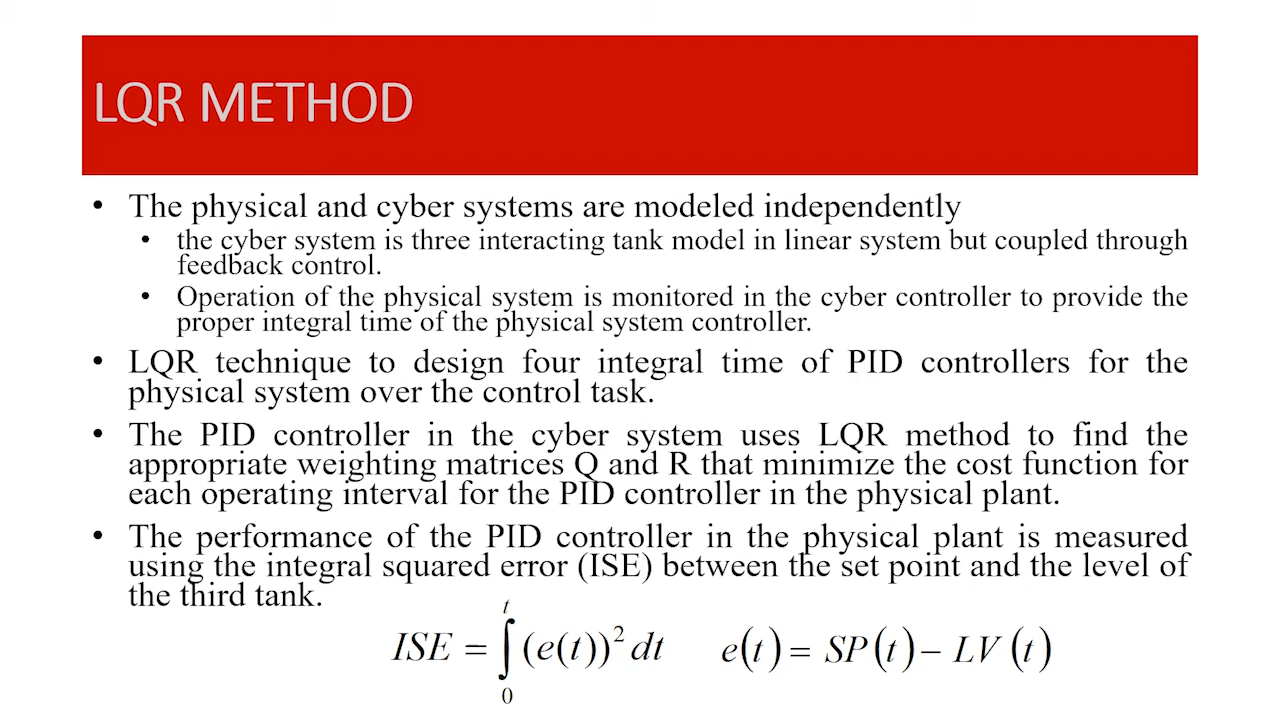 LQR METHOD
• The physical and cyber systems are modeled independently
• the cyber system is three interacting tank model in linear system but coupled through
feedback control.
• Operation of the physical system is monitored in the cyber controller to provide the
proper integral time of the physical system controller.
• LQR technique to design four integral time of PID controllers for the
physical system over the control task.
• The PID controller in the cyber system uses LQR method to find the
appropriate weighting matrices Q and R that minimize the cost function for
each operating interval for the PID controller in the physical plant.
• The performance of the PID controller in the physical plant is measured
using the integral squared error (ISE) between the set point and the level of
the third tank.
ISE = ∫₀ᵗ (e(t))² dt e(t) = SP(t) − LV(t)